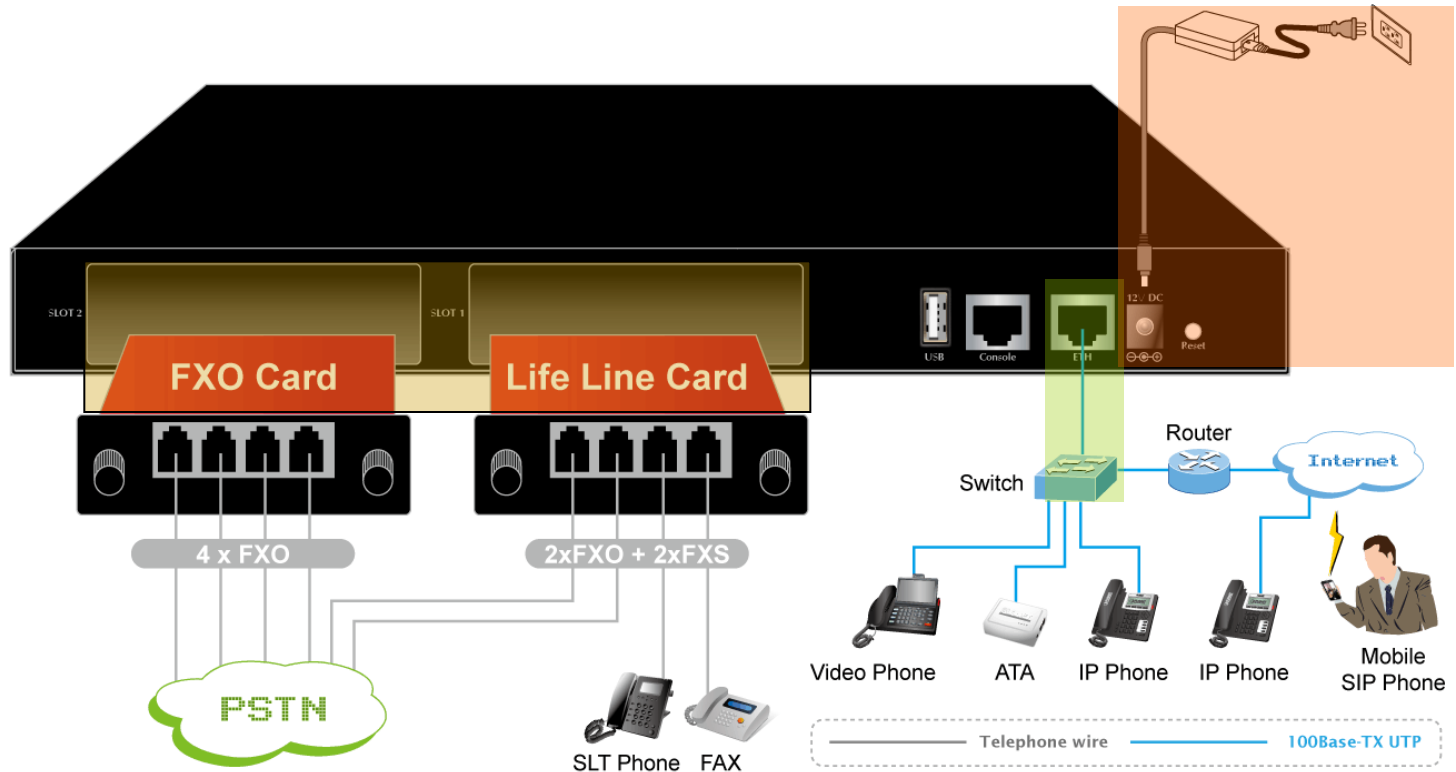 SLOT 2
SLOT 1
USB
Console
ETH
12V DC
Reset
FXO Card
Life Line Card
4 x FXO
2xFXO + 2xFXS
PSTN
SLT Phone
FAX
Switch
Router
Internet
Video Phone
ATA
IP Phone
IP Phone
Mobile
SIP Phone
Telephone wire
100Base-TX UTP